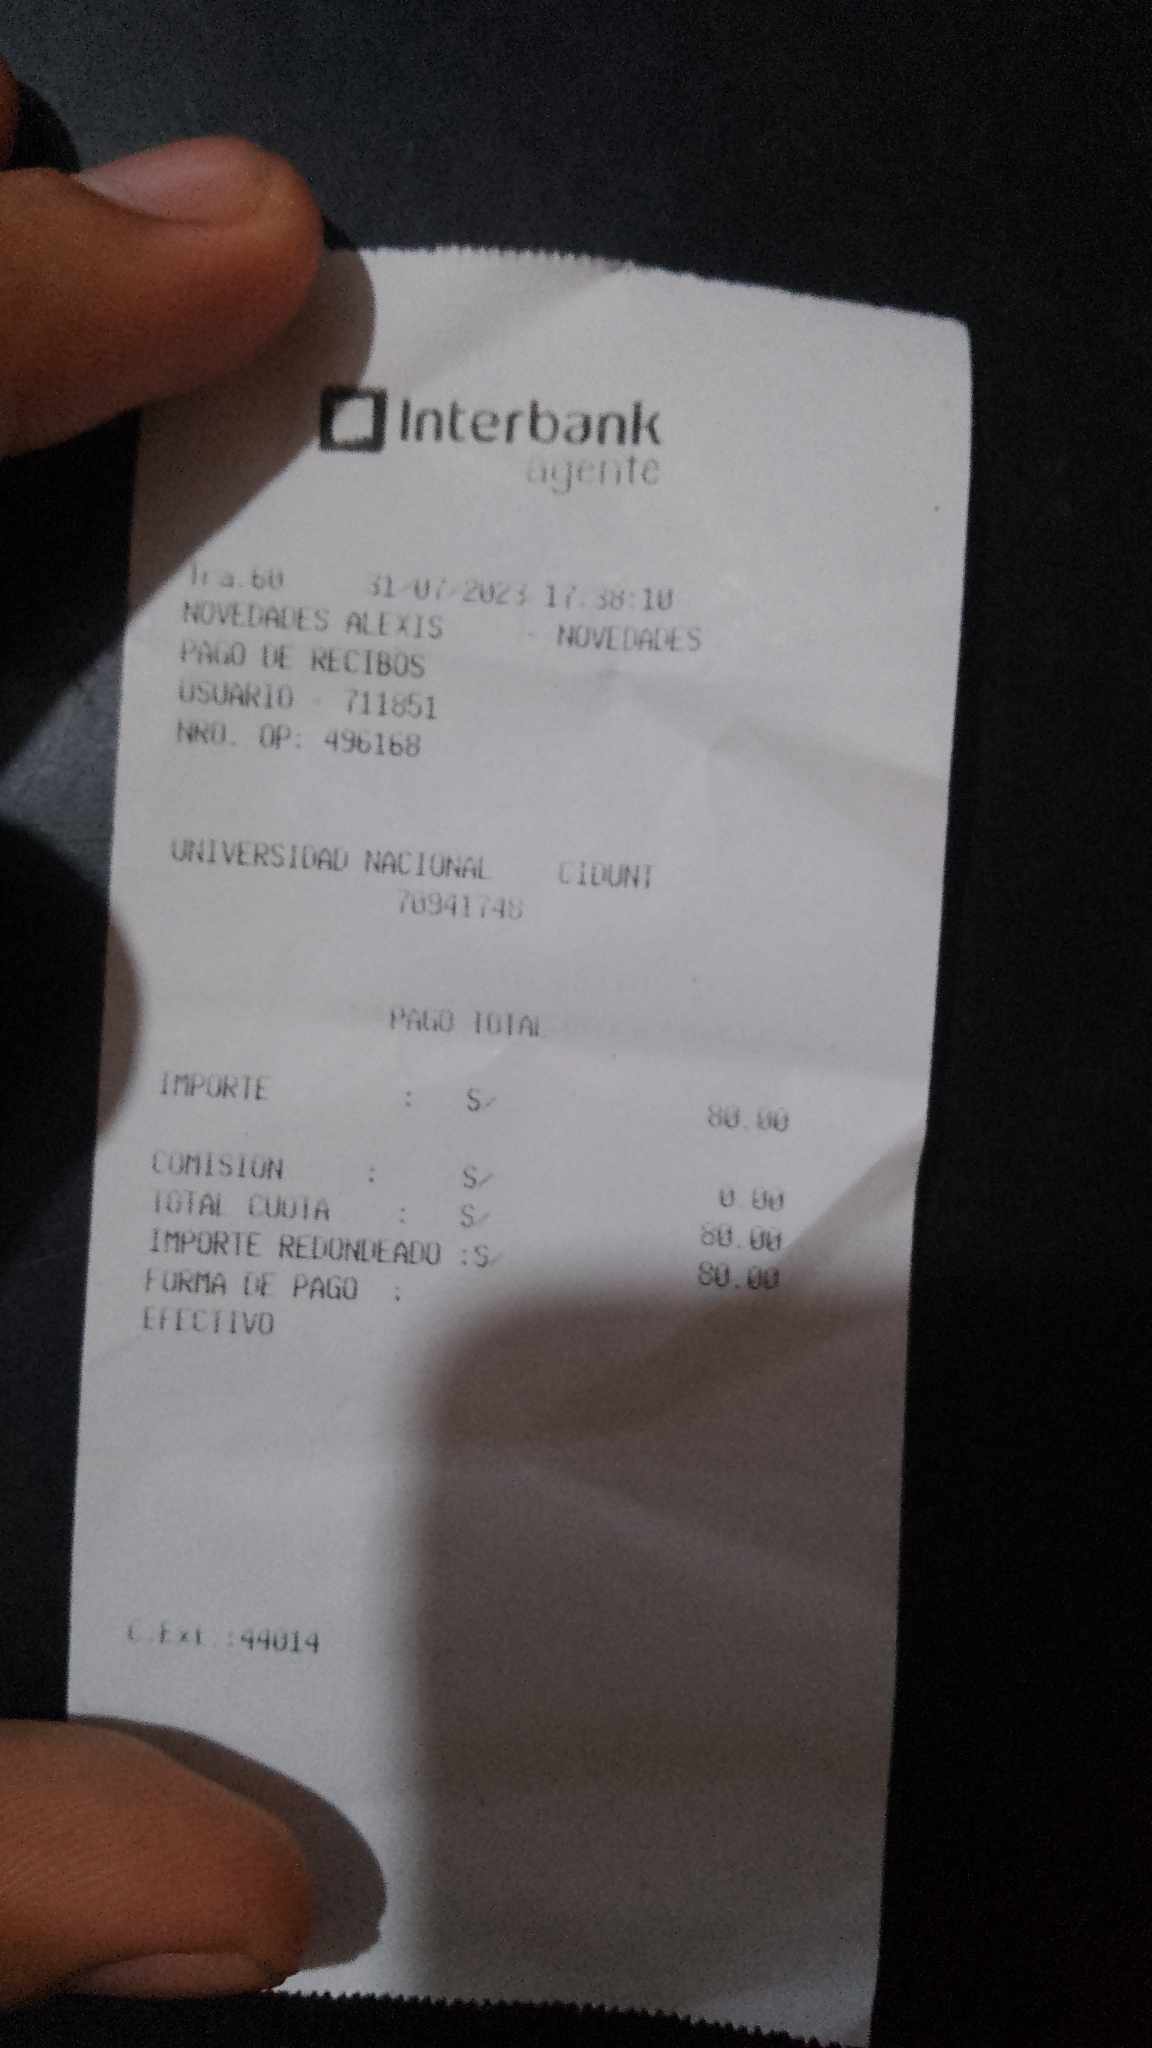 Interbank
agente
Tra.60 31/07/2023 17:38:10
NOVEDADES ALEXIS - NOVEDADES
PAGO DE RECIBOS
USUARIO - 711851
NRO. OP: 496168
UNIVERSIDAD NACIONAL CIDUNT
70941748
PAGO TOTAL
IMPORTE : S/ 80.00
COMISION : S/ 0.00
TOTAL CUOTA : S/ 80.00
IMPORTE REDONDEADO :S/ 80.00
FORMA DE PAGO :
EFECTIVO
C.Ext.:44014